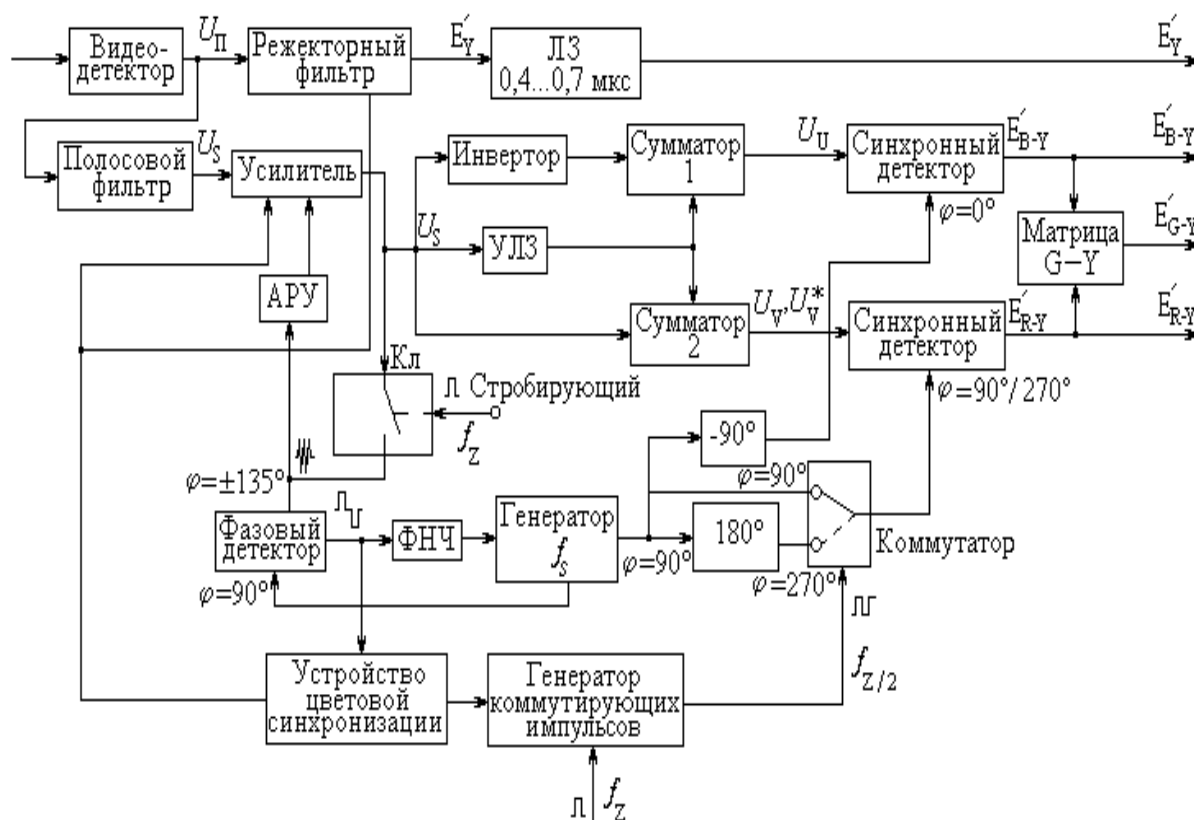 Видео-
детектор
U_П
Режекторный
фильтр
E'_Y
ЛЗ
0,4...0,7 мкс
E'_Y
Полосовой
фильтр
U_S
Усилитель
Инвертор
Сумматор
1
U_U
Синхронный
детектор
E'_B-Y
E'_B-Y
φ=0°
U_S
УЛЗ
Матрица
G–Y
E'_G-Y
АРУ
Сумматор
2
U_V, U_V*
Синхронный
детектор
E'_R-Y
E'_R-Y
Кл
Стробирующий
f_Z
φ=90°/270°
-90°
φ=±135°
φ=90°
Фазовый
детектор
ФНЧ
Генератор
f_S
180°
Коммутатор
φ=90°
φ=90°
φ=270°
Устройство
цветовой
синхронизации
Генератор
коммутирующих
импульсов
f_Z/2
f_Z